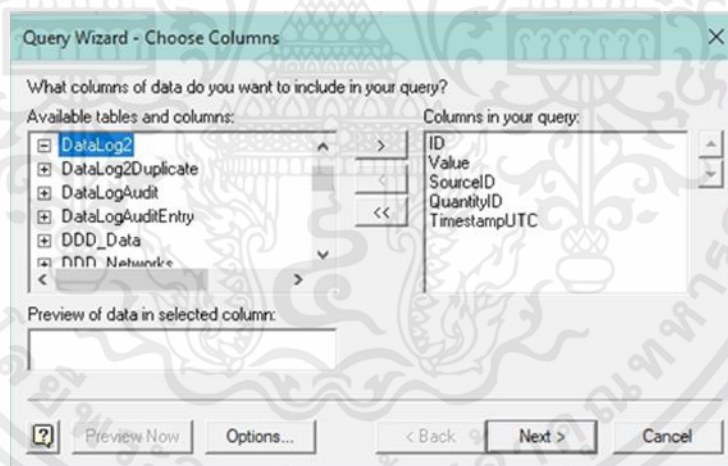 Query Wizard - Choose Columns
What columns of data do you want to include in your query?
Available tables and columns:
Columns in your query:
DataLog2
DataLog2Duplicate
DataLogAudit
DataLogAuditEntry
DDD_Data
DDD_Networks
>
<
<<
ID
Value
SourceID
QuantityID
TimestampUTC
Preview of data in selected column:
?
Preview Now
Options...
< Back
Next >
Cancel